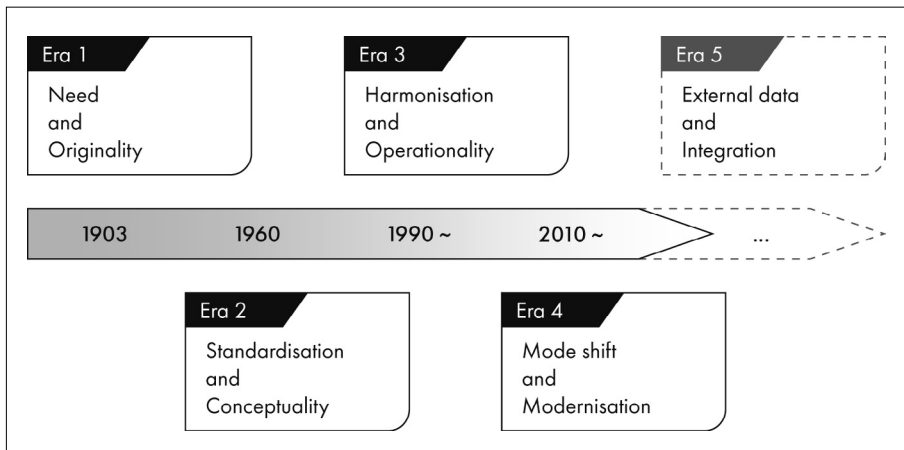 Era 1
Need
and
Originality
Era 3
Harmonisation
and
Operationality
Era 5
External data
and
Integration
1903 1960 1990 ~ 2010 ~ ...
Era 2
Standardisation
and
Conceptuality
Era 4
Mode shift
and
Modernisation